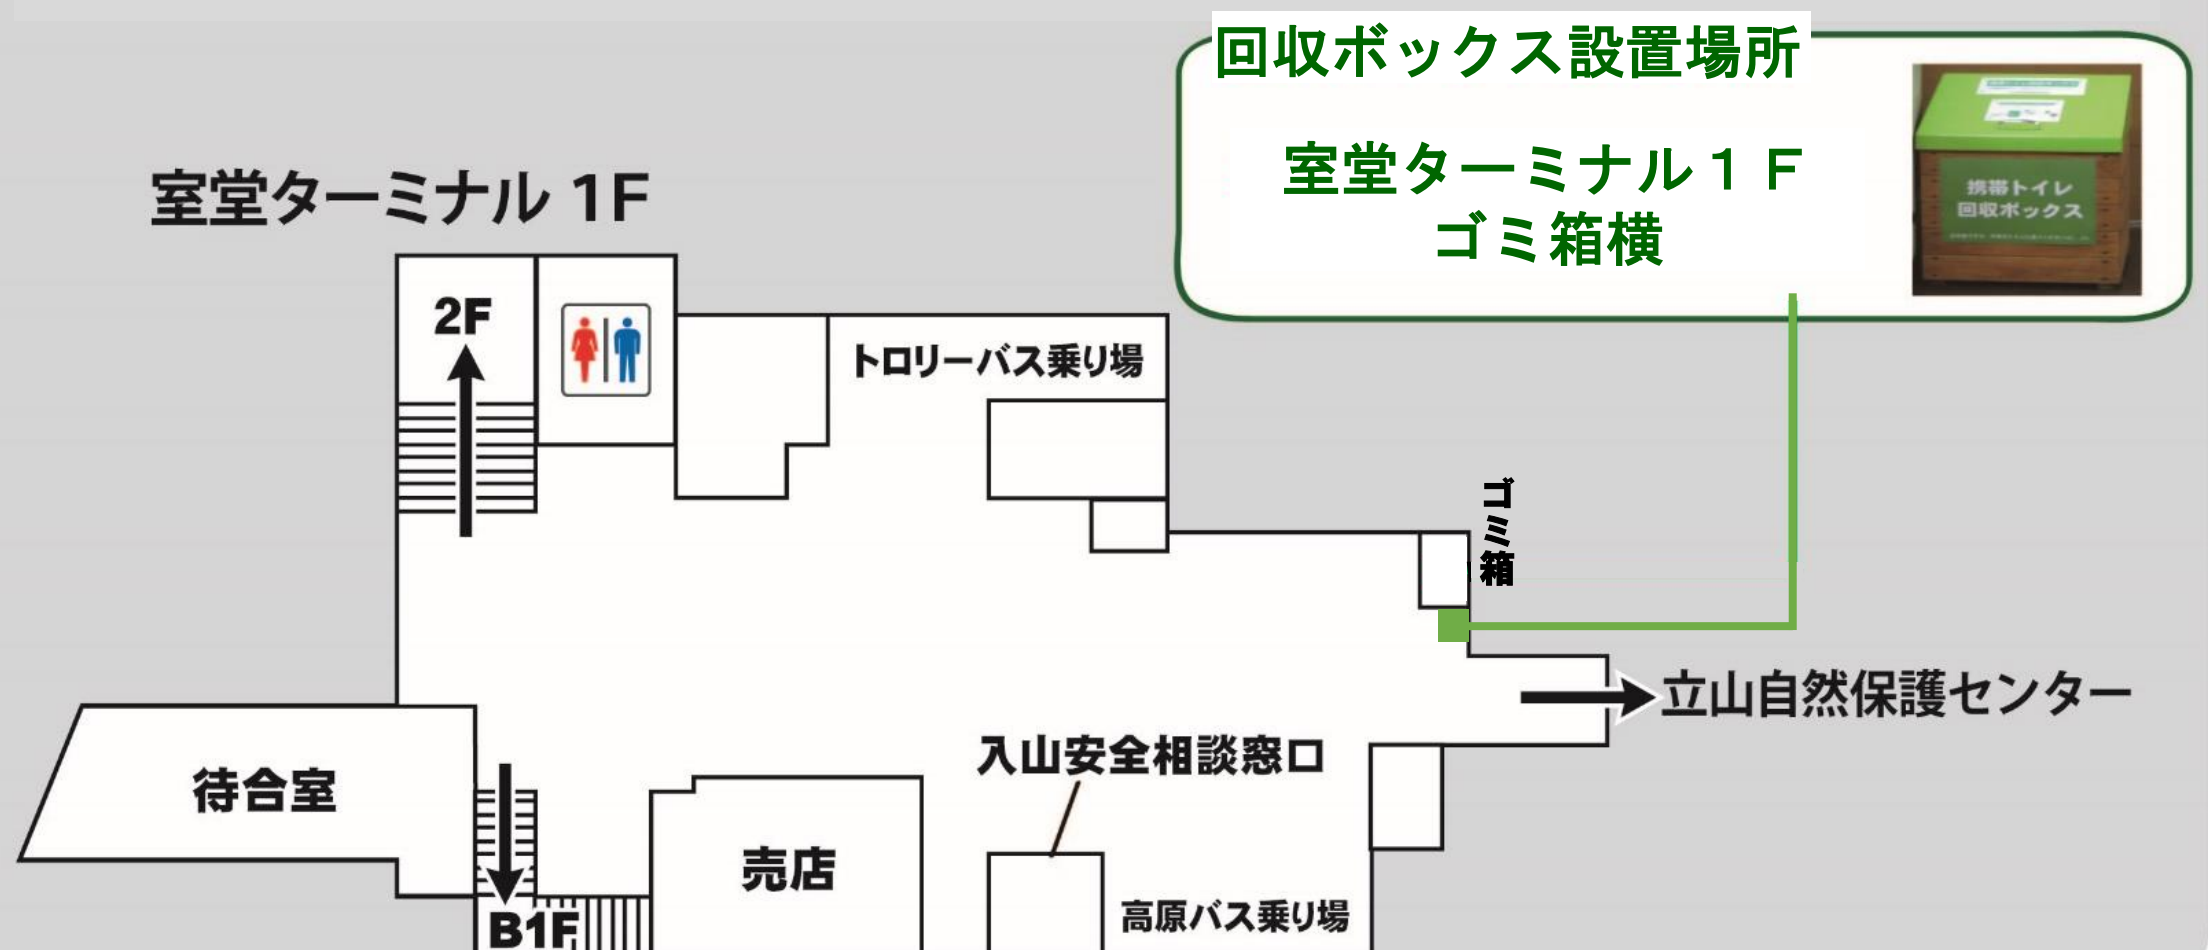 回収ボックス設置場所
室堂ターミナル１Ｆ
ゴミ箱横
携帯トイレ
回収ボックス
室堂ターミナル 1F
2F
トロリーバス乗り場
ゴミ箱
立山自然保護センター
入山安全相談窓口
待合室
売店
高原バス乗り場
B1F